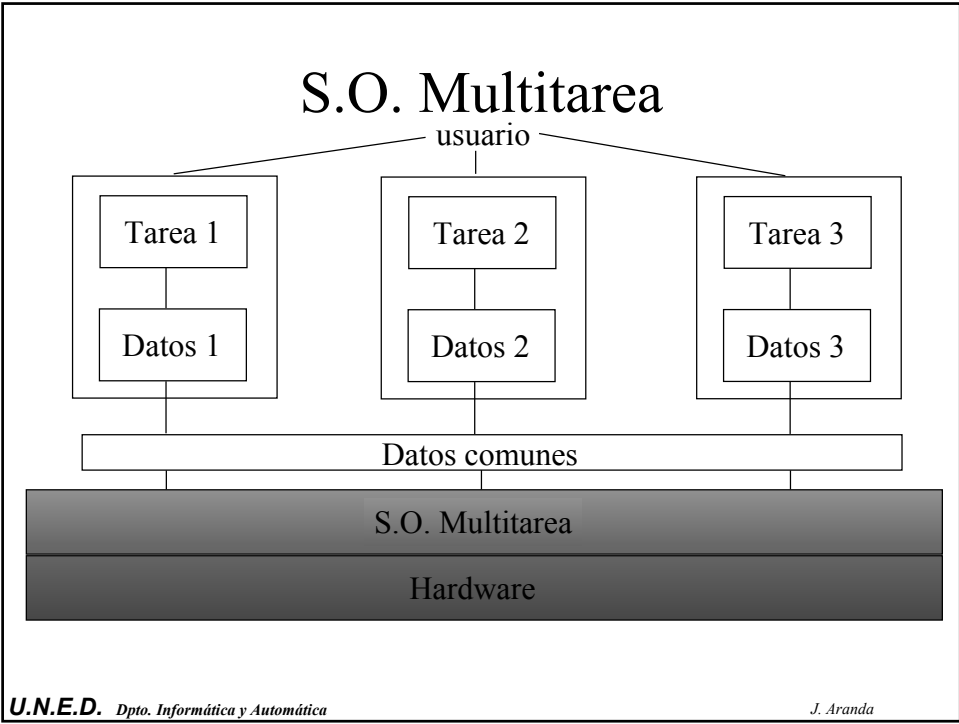 S.O. Multitarea
usuario
Tarea 1 Tarea 2 Tarea 3
Datos 1 Datos 2 Datos 3
Datos comunes
S.O. Multitarea
Hardware
U.N.E.D. Dpto. Informática y Automática J. Aranda